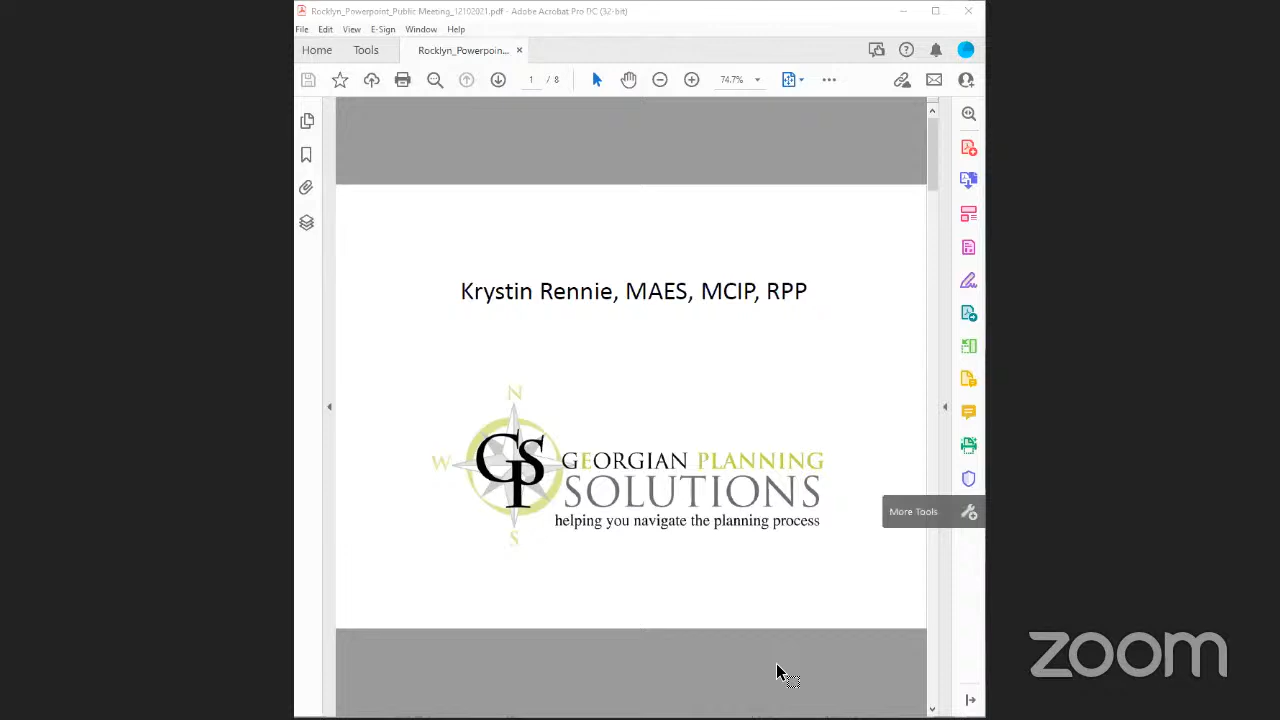 Rocklyn_Powerpoint_Public Meeting_12102021.pdf - Adobe Acrobat Pro DC (32-bit)
File Edit View E-Sign Window Help
Home Tools Rocklyn_Powerpoin... ×
1 / 8 74.7%
Krystin Rennie, MAES, MCIP, RPP
N
W
GPS
GEORGIAN PLANNING
SOLUTIONS
helping you navigate the planning process
S
More Tools
zoom